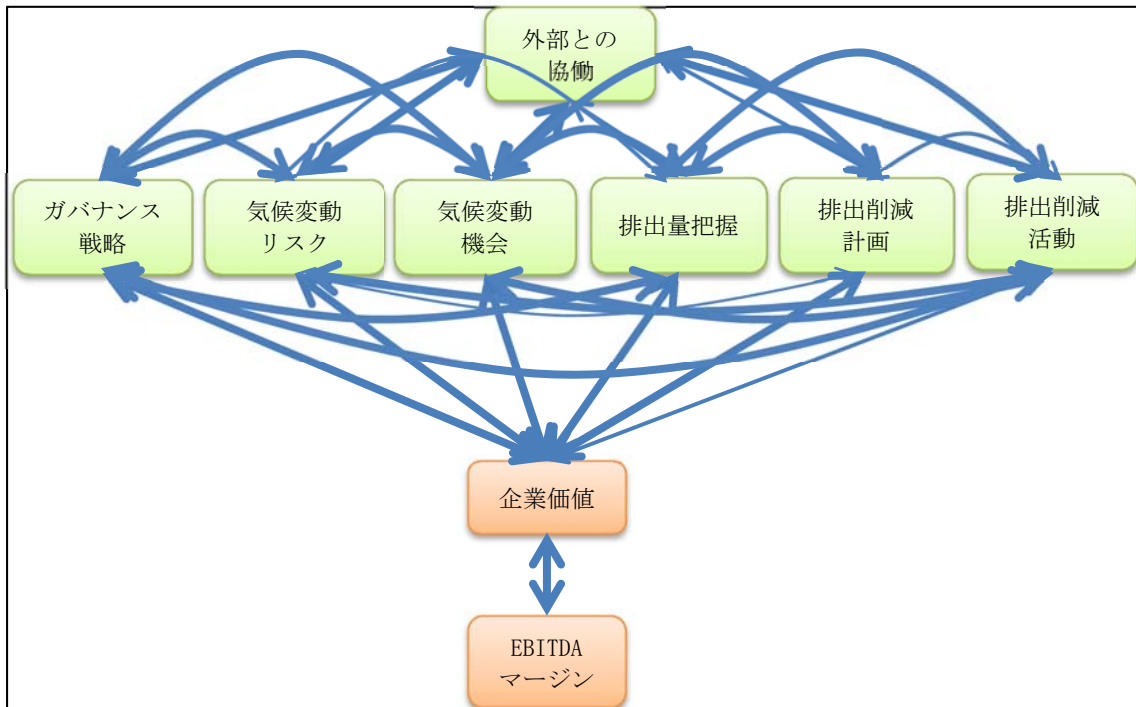 外部との
協働
ガバナンス
戦略
気候変動
リスク
気候変動
機会
排出量把握
排出削減
計画
排出削減
活動
企業価値
EBITDA
マージン